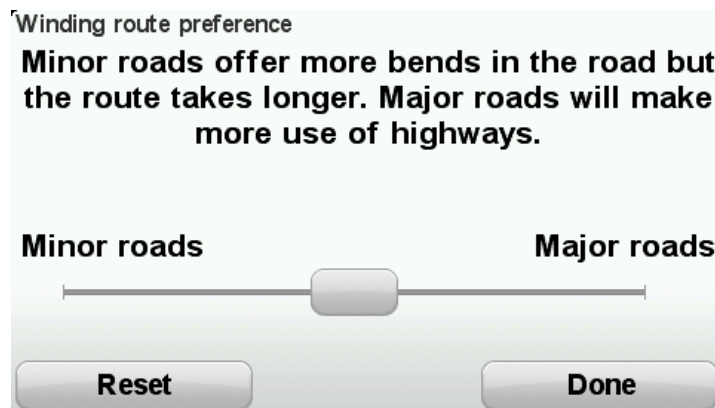 Winding route preference
Minor roads offer more bends in the road but
the route takes longer. Major roads will make
more use of highways.
Minor roads
Major roads
Reset
Done